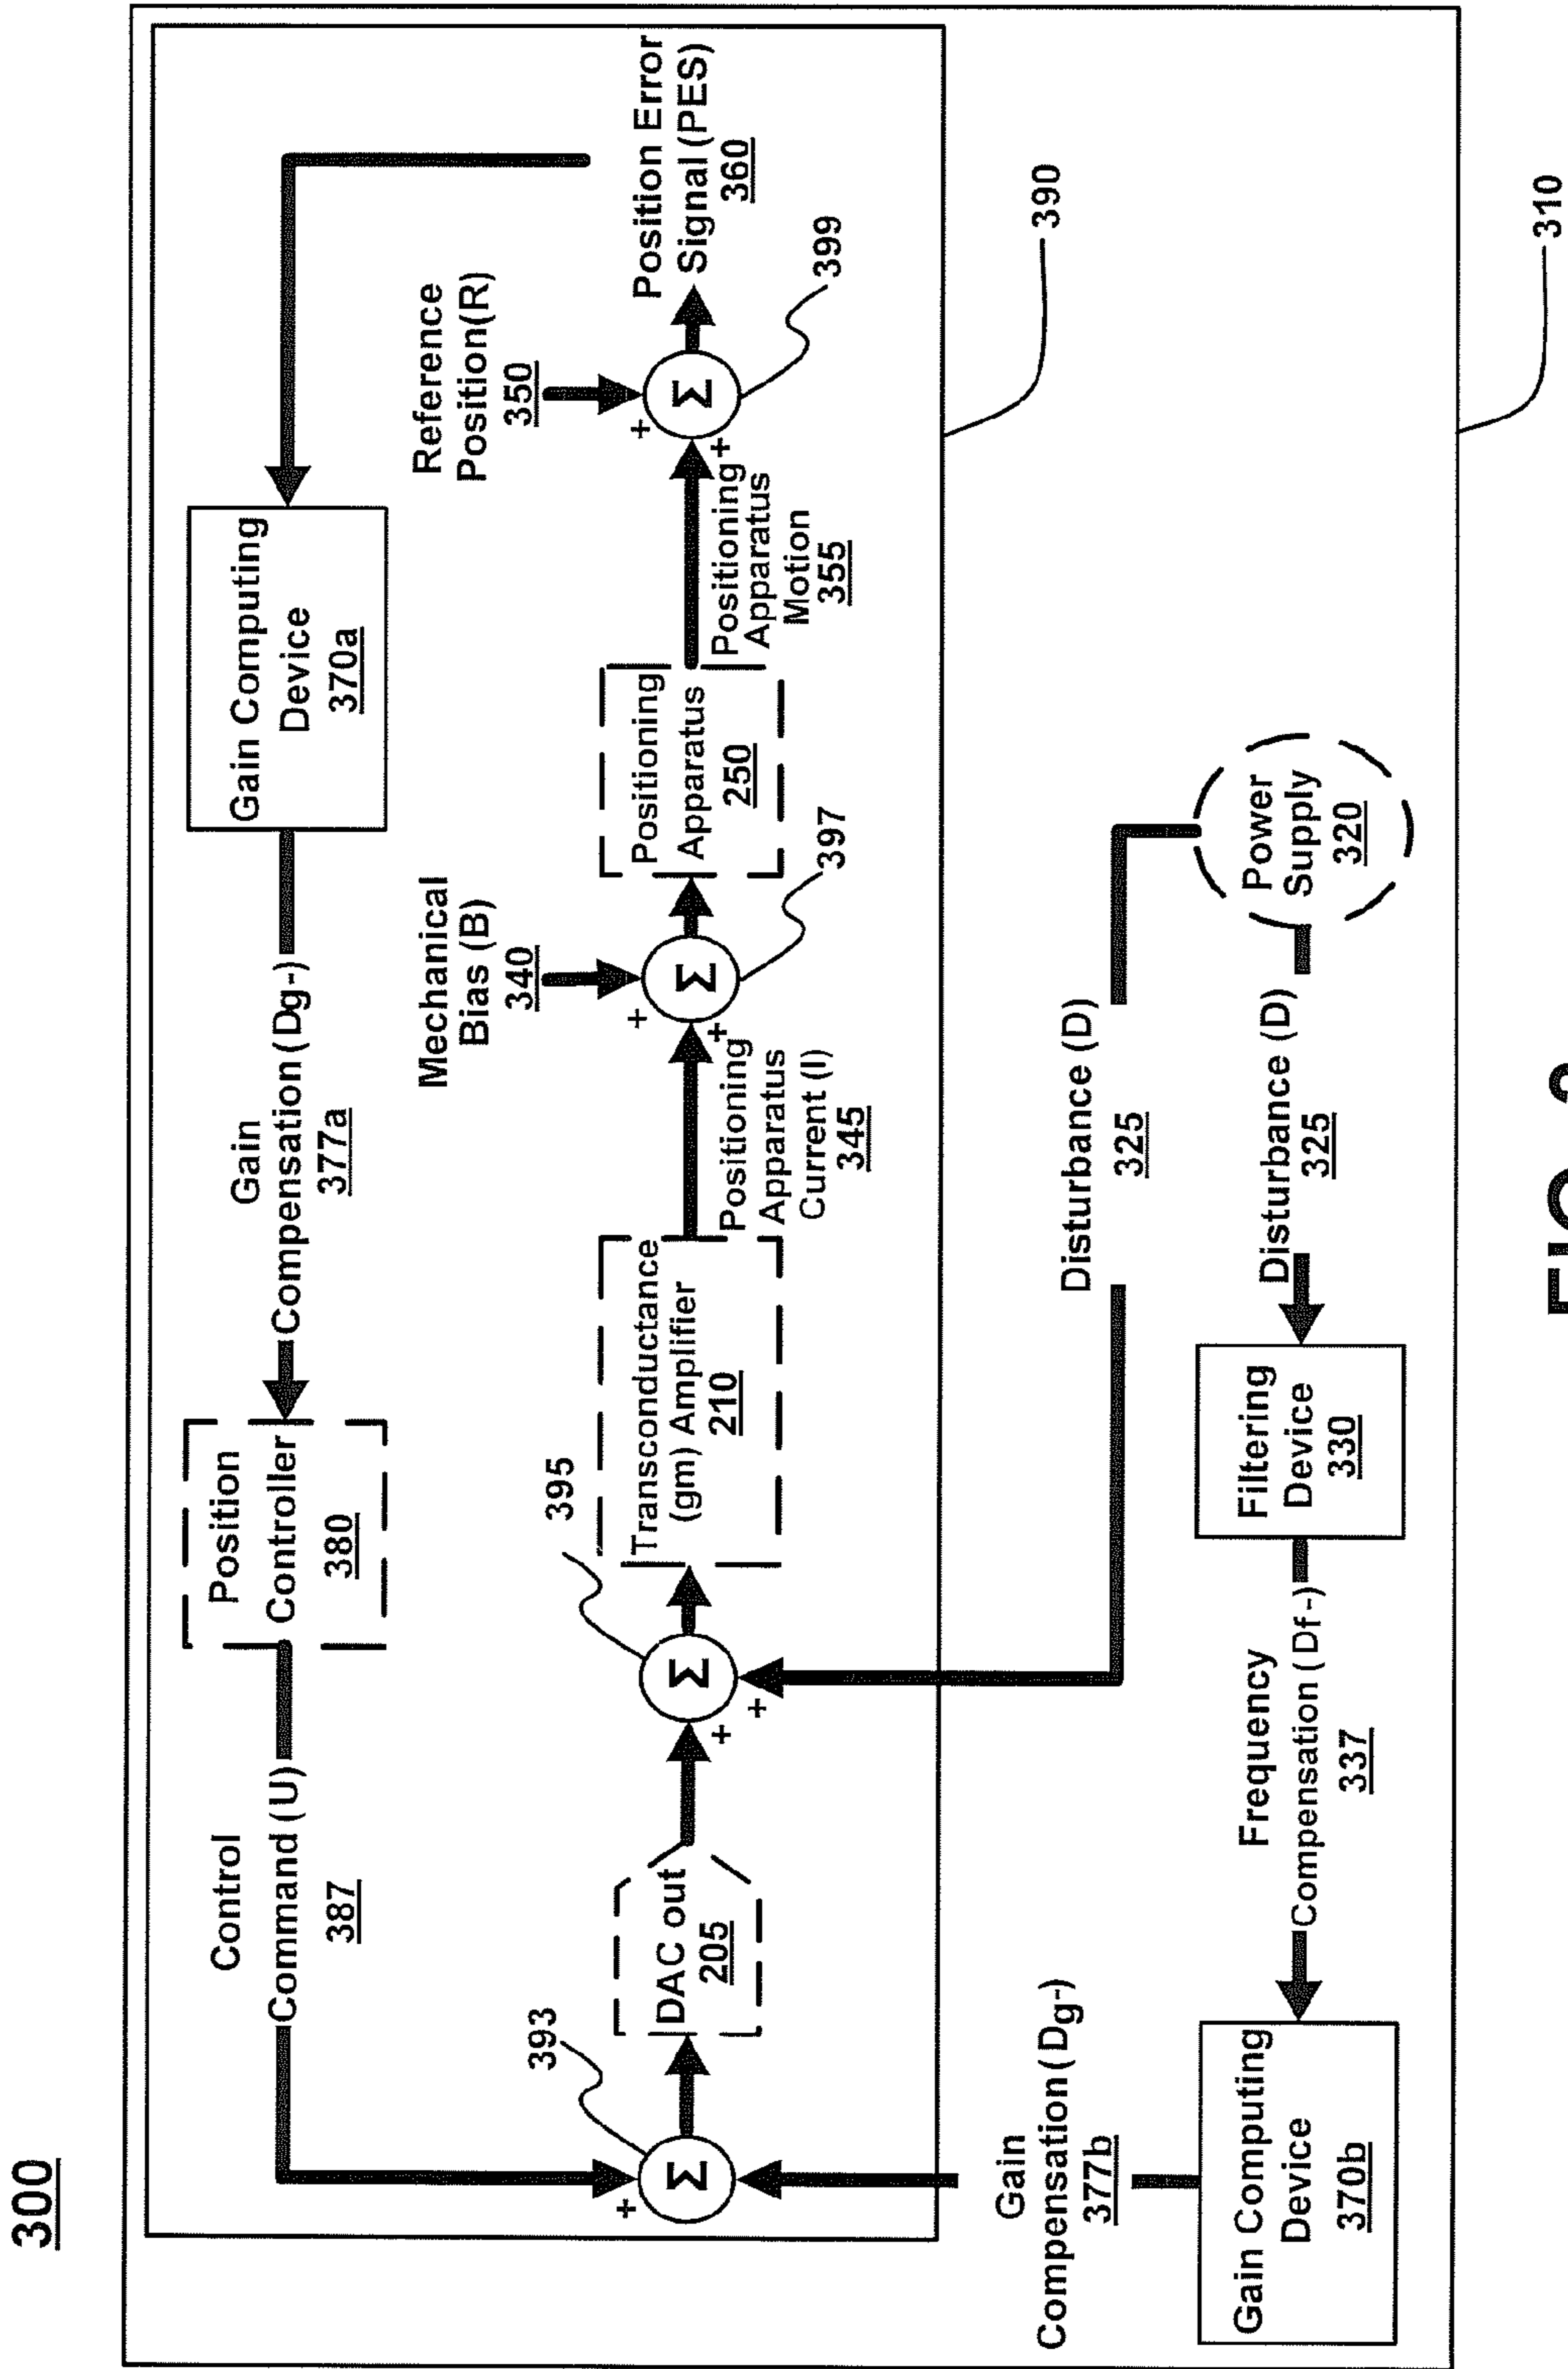 300
Control
Command (U)
387
Position
Controller
380
Gain
Compensation (Dg-)
377a
Gain Computing
Device
370a
Mechanical
Bias (B)
340
Reference
Position(R)
350
393
+
Σ
DAC out
205
395
+
+
Σ
Transconductance
(gm) Amplifier
210
Positioning
Apparatus
Current (I)
345
+
+
Σ
397
Positioning
Apparatus
250
Positioning
Apparatus
Motion
355
+
+
Σ
399
Position Error
Signal (PES)
360
390
Gain
Compensation (Dg-)
377b
Disturbance (D)
325
Gain Computing
Device
370b
Frequency
Compensation (Df-)
337
Filtering
Device
330
Disturbance (D)
325
Power
Supply
320
310